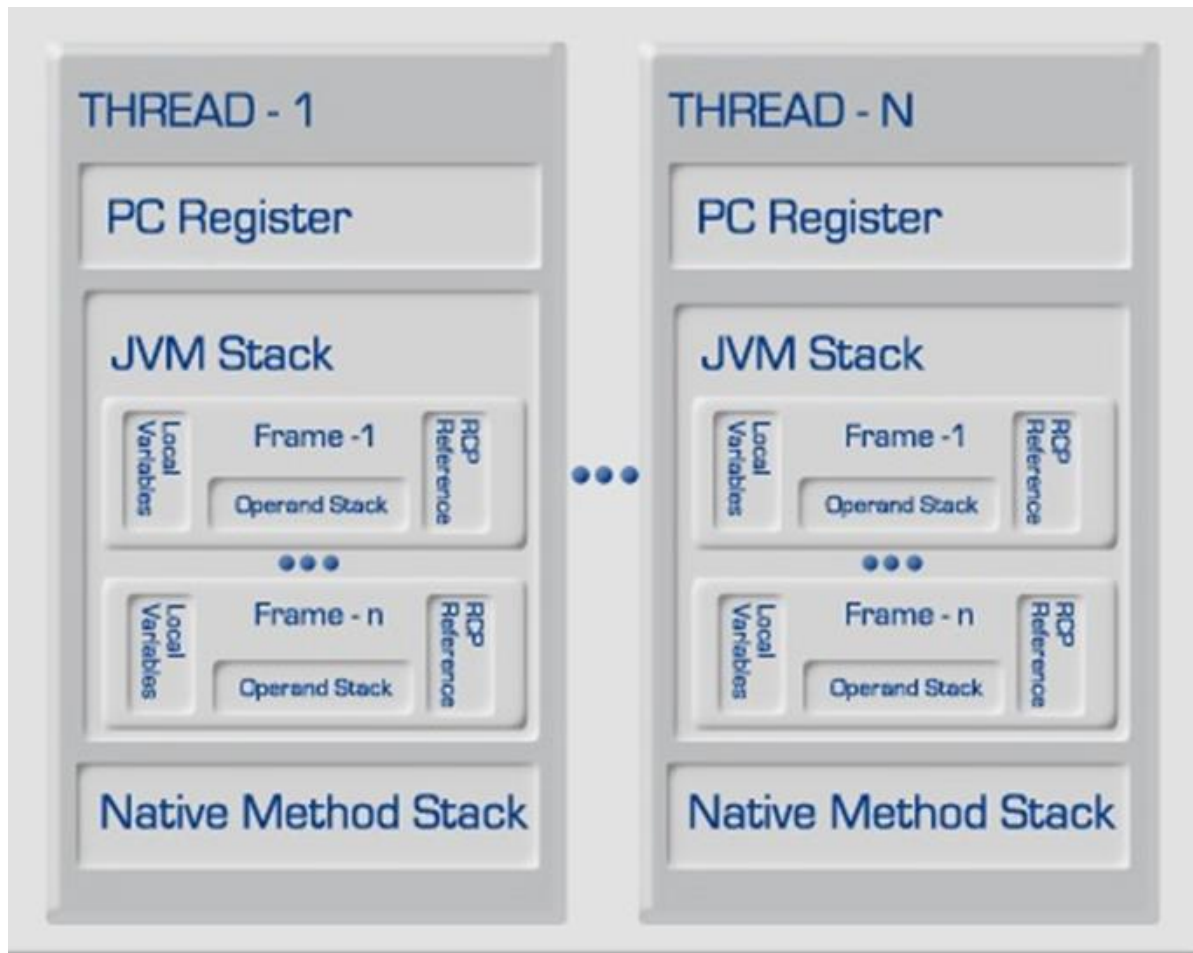 THREAD - 1
PC Register
JVM Stack
Local
Variables
Frame -1
Operand Stack
RCP
Reference
Local
Variables
Frame - n
Operand Stack
RCP
Reference
Native Method Stack
THREAD - N
PC Register
JVM Stack
Local
Variables
Frame -1
Operand Stack
RCP
Reference
Local
Variables
Frame - n
Operand Stack
RCP
Reference
Native Method Stack